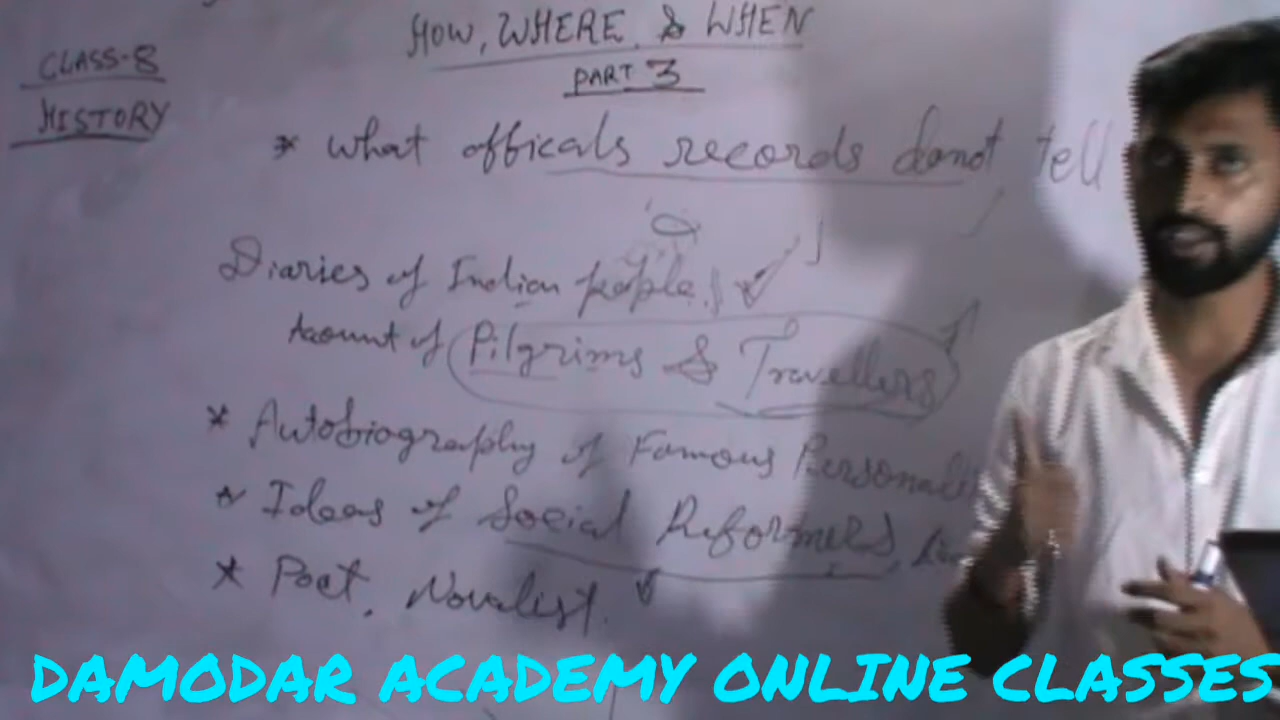 HOW, WHERE & WHEN
PART 3
CLASS-8
HISTORY
* What officals records donot tell
Diaries of Indian people,
Acount of Pilgrims & Travellers
* Autobiography of Famous
* Ideas of Social Reformers,
* Poet, Novalist.
DAMODAR ACADEMY ONLINE CLASSES